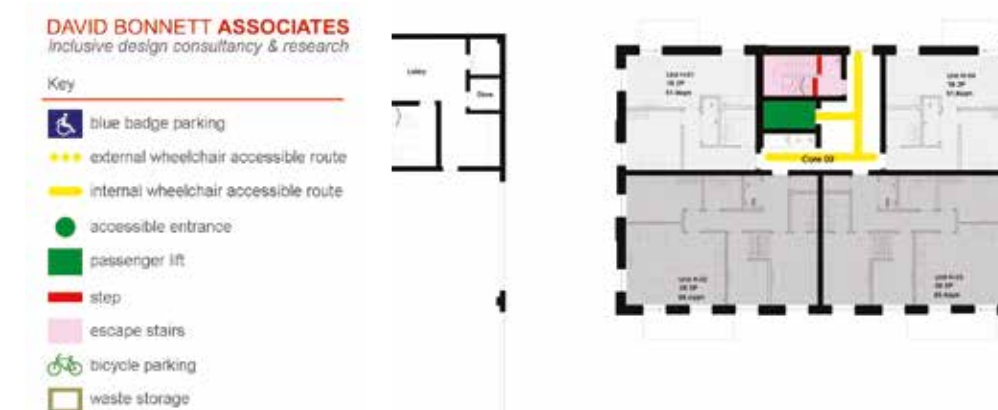 DAVID BONNETT ASSOCIATES
Inclusive design consultancy & research
Key
blue badge parking
external wheelchair accessible route
internal wheelchair accessible route
accessible entrance
passenger lift
step
escape stairs
bicycle parking
waste storage
Lobby
Store
Core